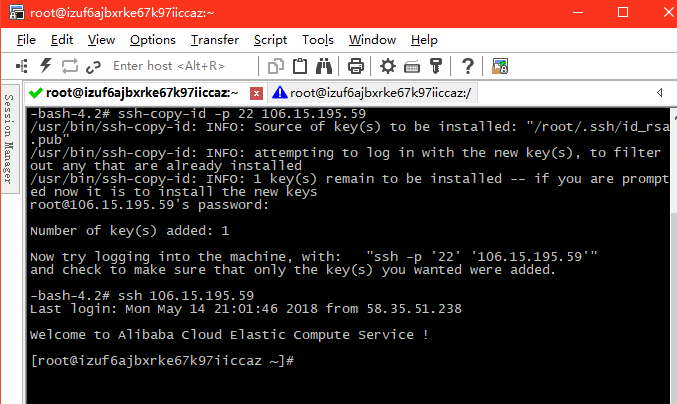 root@izuf6ajbxrke67k97iiccaz:~
File Edit View Options Transfer Script Tools Window Help
Enter host <Alt+R>
Session Manager
root@izuf6ajbxrke67k97iiccaz:~ root@izuf6ajbxrke67k97iiccaz:/
-bash-4.2# ssh-copy-id -p 22 106.15.195.59
/usr/bin/ssh-copy-id: INFO: Source of key(s) to be installed: "/root/.ssh/id_rsa
.pub"
/usr/bin/ssh-copy-id: INFO: attempting to log in with the new key(s), to filter
out any that are already installed
/usr/bin/ssh-copy-id: INFO: 1 key(s) remain to be installed -- if you are prompt
ed now it is to install the new keys
root@106.15.195.59's password:
Number of key(s) added: 1
Now try logging into the machine, with:   "ssh -p '22' '106.15.195.59'"
and check to make sure that only the key(s) you wanted were added.
-bash-4.2# ssh 106.15.195.59
Last login: Mon May 14 21:01:46 2018 from 58.35.51.238
Welcome to Alibaba Cloud Elastic Compute Service !
[root@izuf6ajbxrke67k97iiccaz ~]#